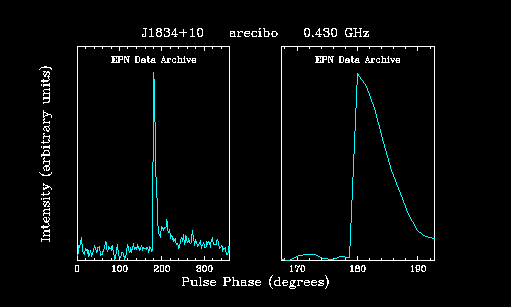 J1834+10 arecibo 0.430 GHz
EPN Data Archive EPN Data Archive
Intensity (arbitrary units)
0 100 200 300 170 180 190
Pulse Phase (degrees)